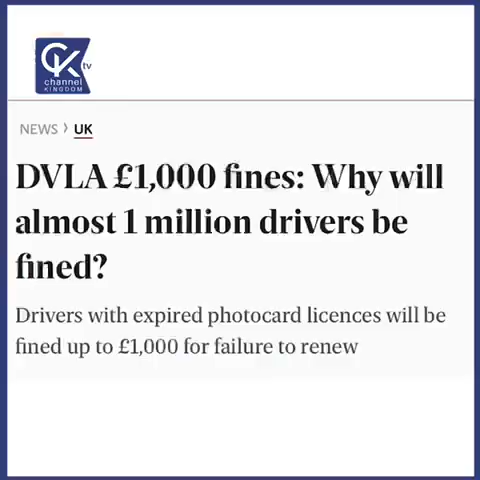 CK tv
channel
KINGDOM
NEWS > UK
DVLA £1,000 fines: Why will
almost 1 million drivers be
fined?
Drivers with expired photocard licences will be
fined up to £1,000 for failure to renew